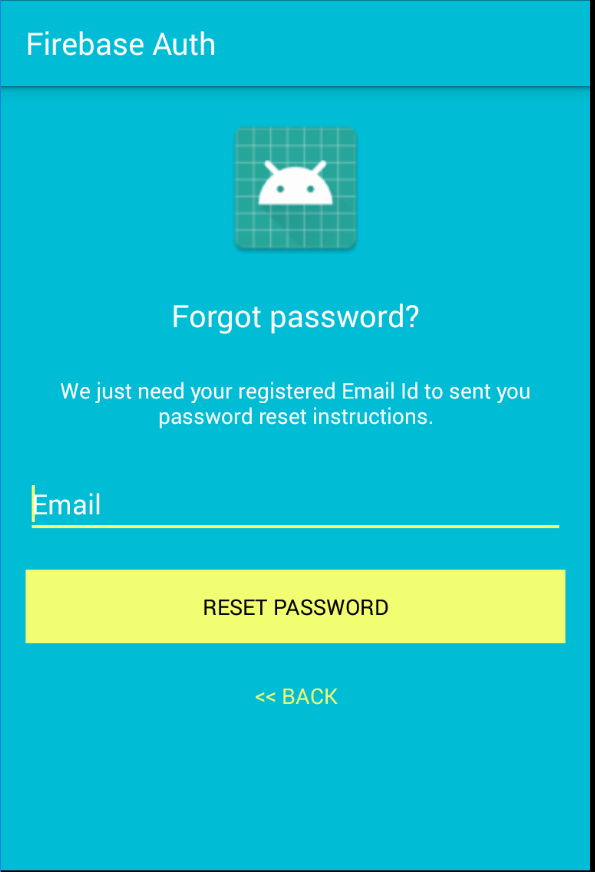 Firebase Auth
Forgot password?
We just need your registered Email Id to sent you
password reset instructions.
Email
RESET PASSWORD
<< BACK